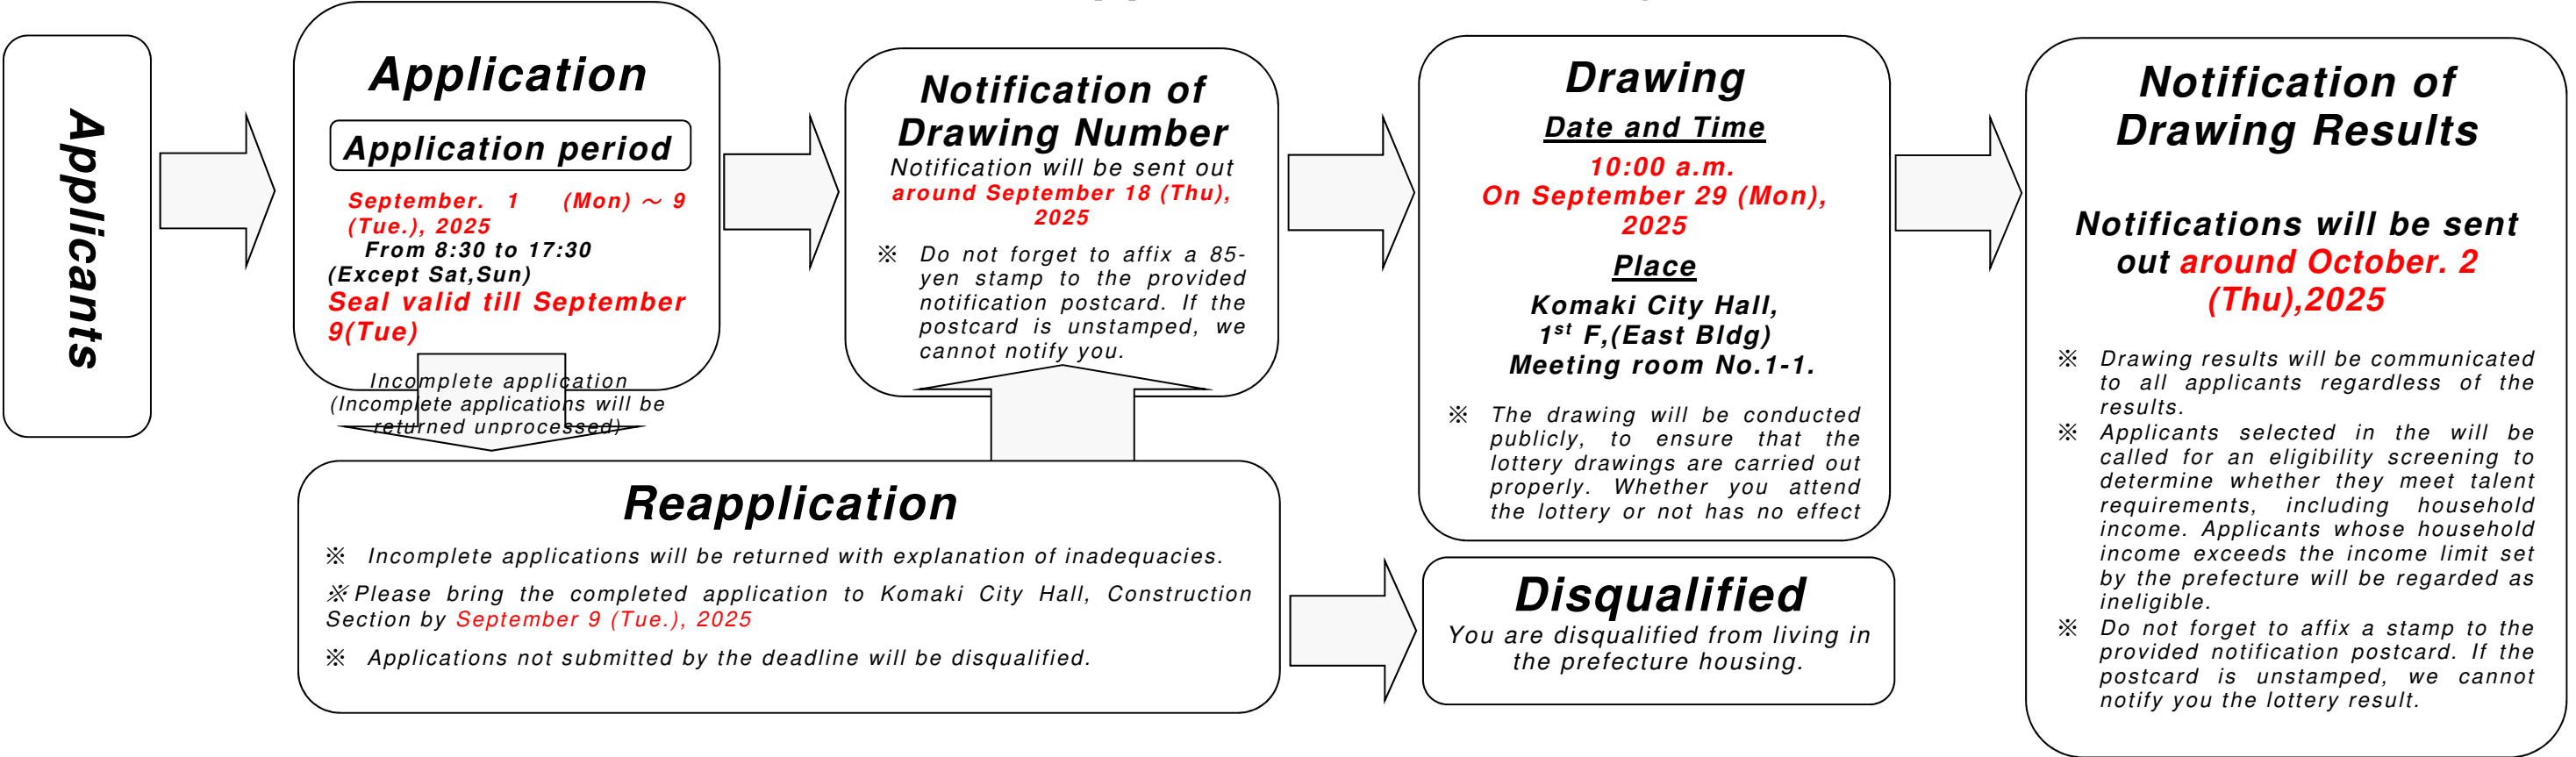 Applicants
Application
Application period
September. 1 (Mon) ～ 9
(Tue.), 2025
From 8:30 to 17:30
(Except Sat,Sun)
Seal valid till September
9(Tue)
Incomplete application
(Incomplete applications will be
returned unprocessed)
Notification of
Drawing Number
Notification will be sent out
around September 18 (Thu),
2025
※ Do not forget to affix a 85-
yen stamp to the provided
notification postcard. If the
postcard is unstamped, we
cannot notify you.
Reapplication
※ Incomplete applications will be returned with explanation of inadequacies.
※Please bring the completed application to Komaki City Hall, Construction
Section by September 9 (Tue.), 2025
※ Applications not submitted by the deadline will be disqualified.
Drawing
Date and Time
10:00 a.m.
On September 29 (Mon),
2025
Place
Komaki City Hall,
1st F,(East Bldg)
Meeting room No.1-1.
※ The drawing will be conducted
publicly, to ensure that the
lottery drawings are carried out
properly. Whether you attend
the lottery or not has no effect
Disqualified
You are disqualified from living in
the prefecture housing.
Notification of
Drawing Results
Notifications will be sent
out around October. 2
(Thu),2025
※ Drawing results will be communicated
to all applicants regardless of the
results.
※ Applicants selected in the will be
called for an eligibility screening to
determine whether they meet talent
requirements, including household
income. Applicants whose household
income exceeds the income limit set
by the prefecture will be regarded as
ineligible.
※ Do not forget to affix a stamp to the
provided notification postcard. If the
postcard is unstamped, we cannot
notify you the lottery result.